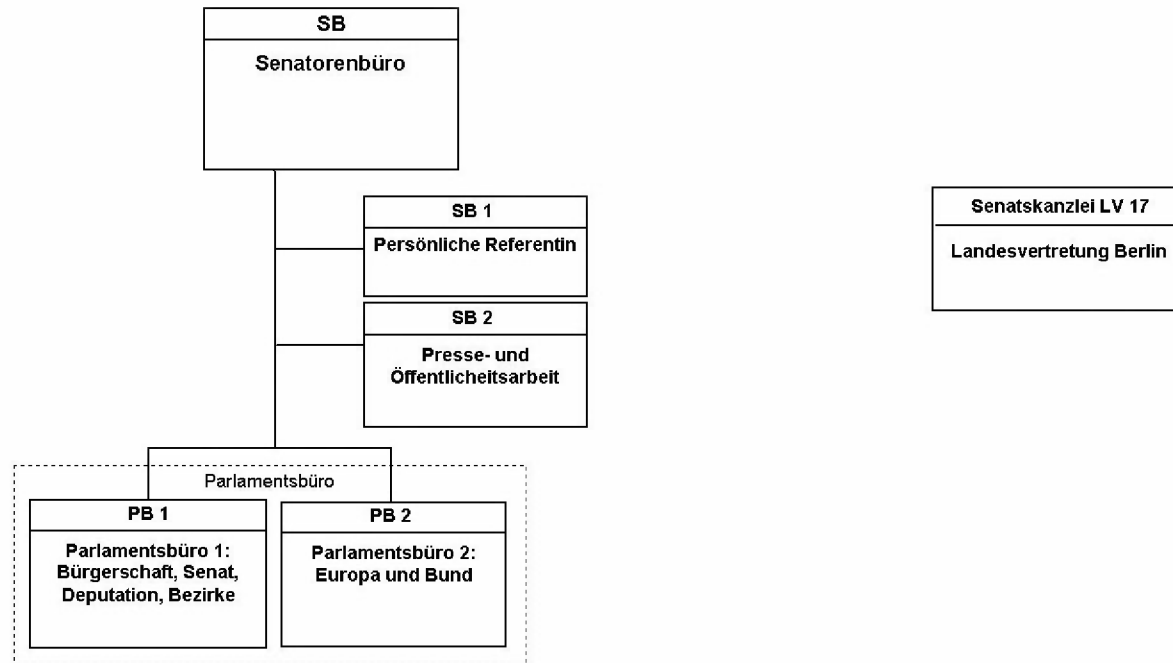 SB
Senatorenbüro
SB 1
Persönliche Referentin
SB 2
Presse- und
Öffentlicheitsarbeit
Senatskanzlei LV 17
Landesvertretung Berlin
Parlamentsbüro
PB 1
Parlamentsbüro 1:
Bürgerschaft, Senat,
Deputation, Bezirke
PB 2
Parlamentsbüro 2:
Europa und Bund